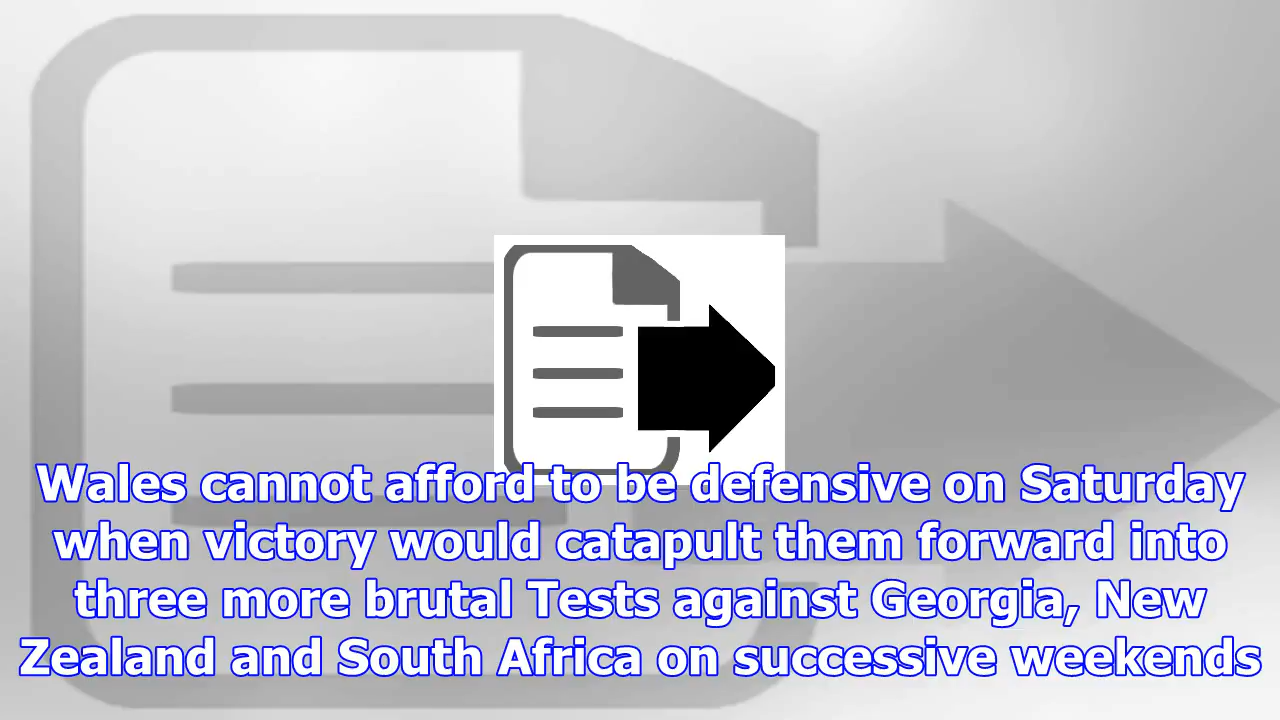 Wales cannot afford to be defensive on Saturday
when victory would catapult them forward into
three more brutal Tests against Georgia, New
Zealand and South Africa on successive weekends